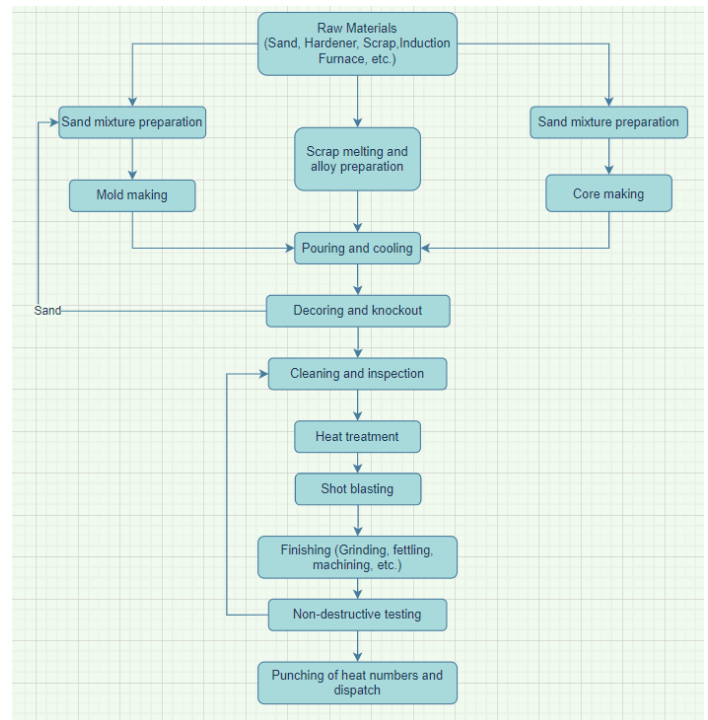 Raw Materials
(Sand, Hardener, Scrap,Induction
Furnace, etc.)
Sand mixture preparation
Sand mixture preparation
Scrap melting and
alloy preparation
Mold making
Core making
Pouring and cooling
Sand
Decoring and knockout
Cleaning and inspection
Heat treatment
Shot blasting
Finishing (Grinding, fettling,
machining, etc.)
Non-destructive testing
Punching of heat numbers and
dispatch